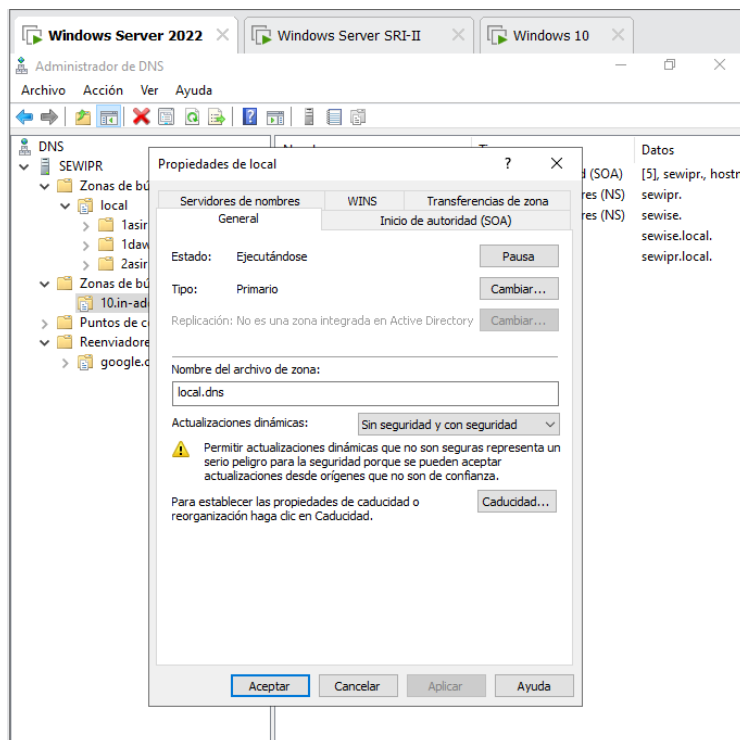 Windows Server 2022
Windows Server SRI-II
Windows 10
Administrador de DNS
Archivo Acción Ver Ayuda
DNS
SEWIPR
Zonas de bú
local
1asir
1daw
2asir
Zonas de bú
10.in-ad
Puntos de c
Reenviadore
google.c
Datos
(SOA) [5], sewipr., hostr
res (NS) sewipr.
res (NS) sewise.
sewise.local.
sewipr.local.
Propiedades de local
Servidores de nombres WINS Transferencias de zona
General Inicio de autoridad (SOA)
Estado: Ejecutándose Pausa
Tipo: Primario Cambiar...
Replicación: No es una zona integrada en Active Directory Cambiar...
Nombre del archivo de zona:
local.dns
Actualizaciones dinámicas: Sin seguridad y con seguridad
Permitir actualizaciones dinámicas que no son seguras representa un
serio peligro para la seguridad porque se pueden aceptar
actualizaciones desde orígenes que no son de confianza.
Para establecer las propiedades de caducidad o
reorganización haga clic en Caducidad.
Caducidad...
Aceptar Cancelar Aplicar Ayuda